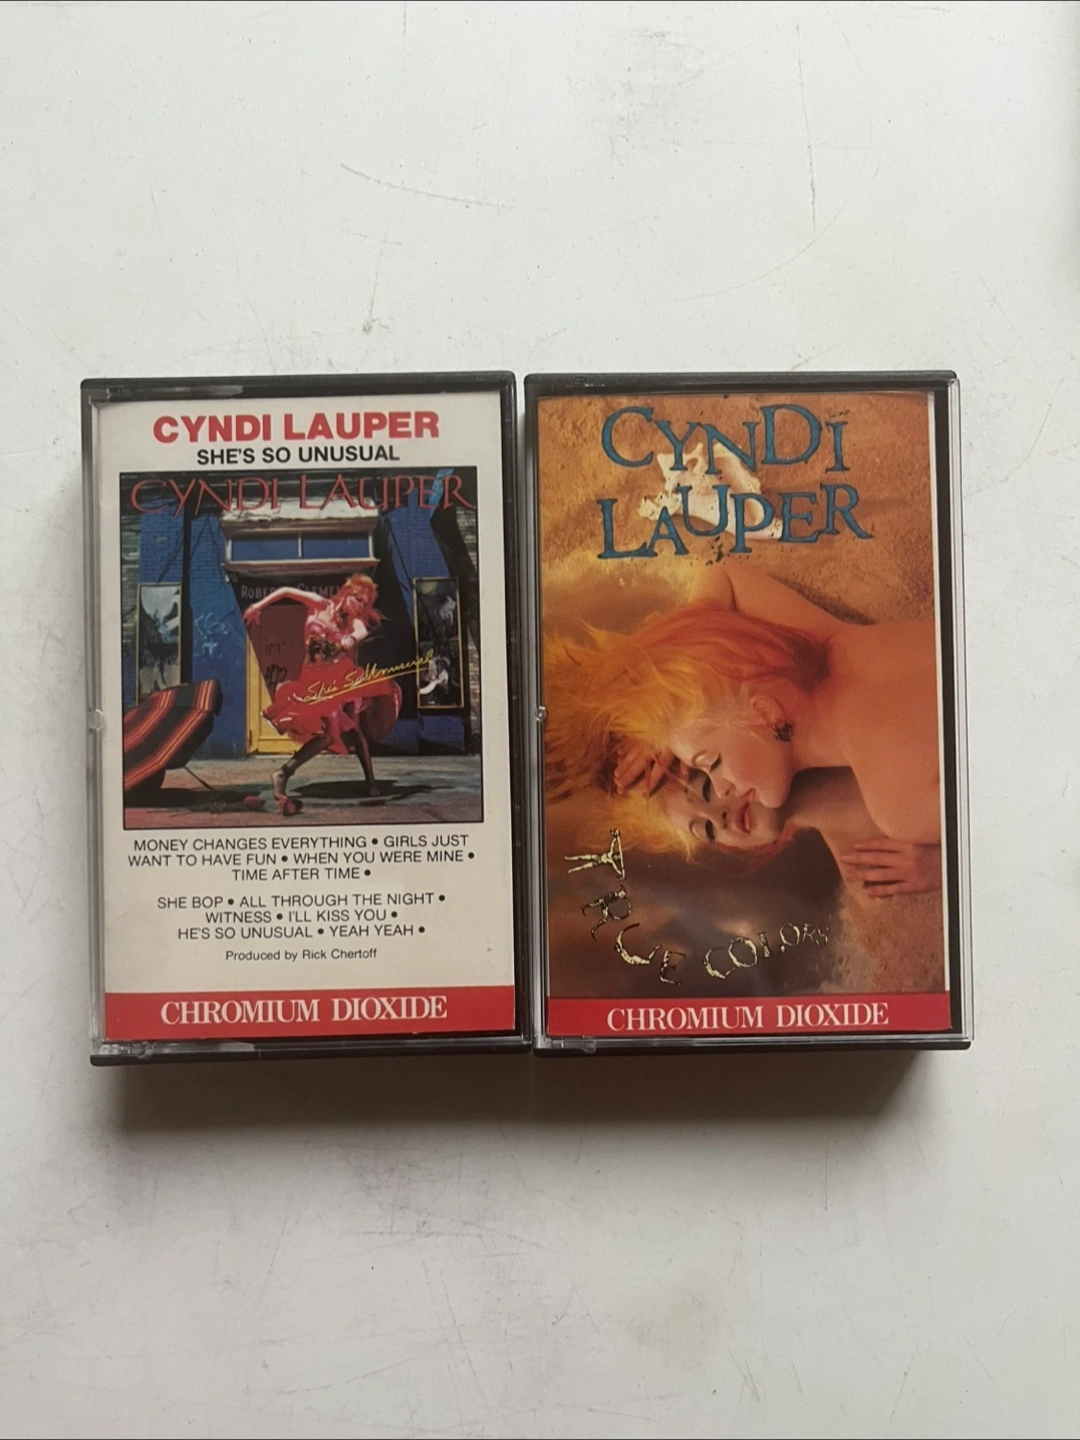 CYNDI LAUPER
SHE'S SO UNUSUAL
CYNDI LAUPER
ROBERT CLEMEN
She's So Unusual
MONEY CHANGES EVERYTHING • GIRLS JUST
WANT TO HAVE FUN • WHEN YOU WERE MINE •
TIME AFTER TIME •
SHE BOP • ALL THROUGH THE NIGHT •
WITNESS • I'LL KISS YOU •
HE'S SO UNUSUAL • YEAH YEAH •
Produced by Rick Chertoff
CHROMIUM DIOXIDE
CYNDI
LAUPER
TRUE COLORS
CHROMIUM DIOXIDE